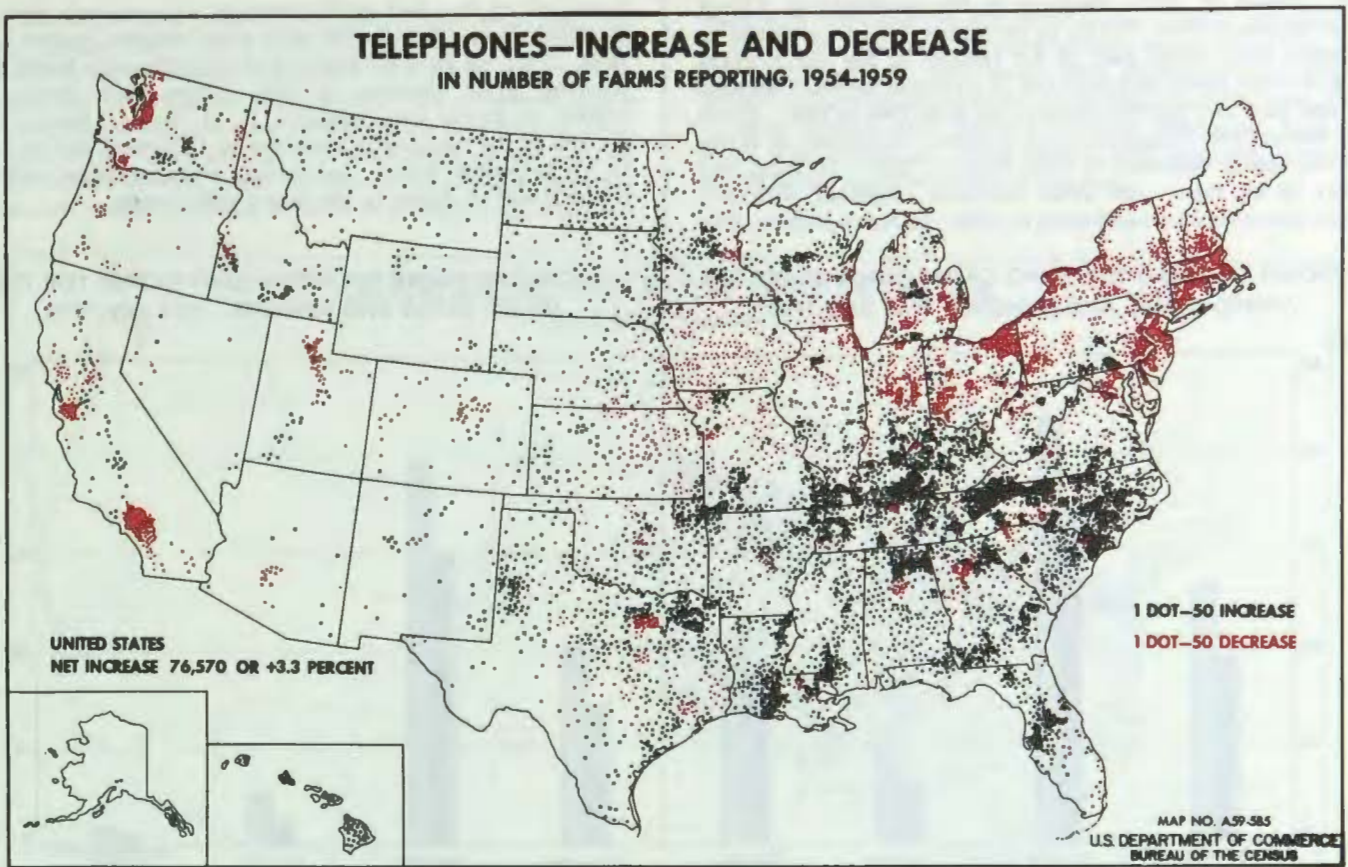 TELEPHONES—INCREASE AND DECREASE
IN NUMBER OF FARMS REPORTING, 1954-1959
1 DOT—50 INCREASE
1 DOT—50 DECREASE
UNITED STATES
NET INCREASE 76,570 OR +3.3 PERCENT
MAP NO. A59-585
U.S. DEPARTMENT OF COMMERCE
BUREAU OF THE CENSUS